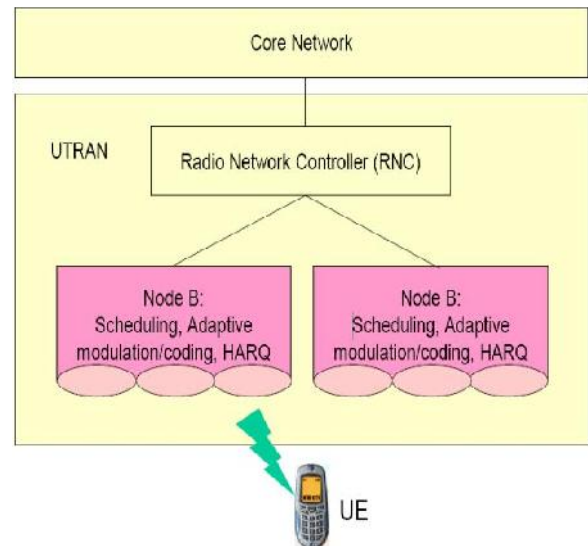 Core Network
UTRAN
Radio Network Controller (RNC)
Node B:
Scheduling, Adaptive
modulation/coding, HARQ
Node B:
Scheduling, Adaptive
modulation/coding, HARQ
UE